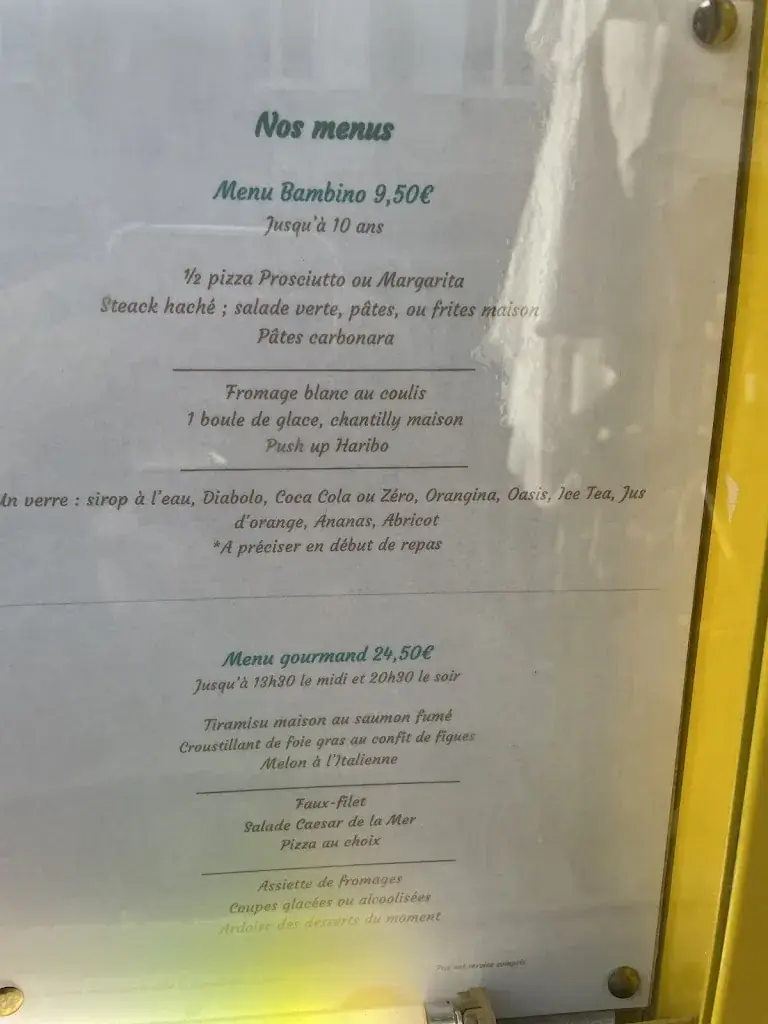 Nos menus
Menu Bambino 9,50€
Jusqu'à 10 ans
½ pizza Prosciutto ou Margarita
Steack haché ; salade verte, pâtes, ou frites maison
Pâtes carbonara
Fromage blanc au coulis
1 boule de glace, chantilly maison
Push up Haribo
Un verre : sirop à l'eau, Diabolo, Coca Cola ou Zéro, Orangina, Oasis, Ice Tea, Jus
d'orange, Ananas, Abricot
*A préciser en début de repas
Menu gourmand 24,50€
Jusqu'à 13h30 le midi et 20h30 le soir
Tiramisu maison au saumon fumé
Croustillant de foie gras au confit de figues
Melon à l'Italienne
Faux-filet
Salade Caesar de la Mer
Pizza au choix
Assiette de fromages
Coupes glacées ou alcoolisées
Ardoise des desserts du moment
Prix net service compris